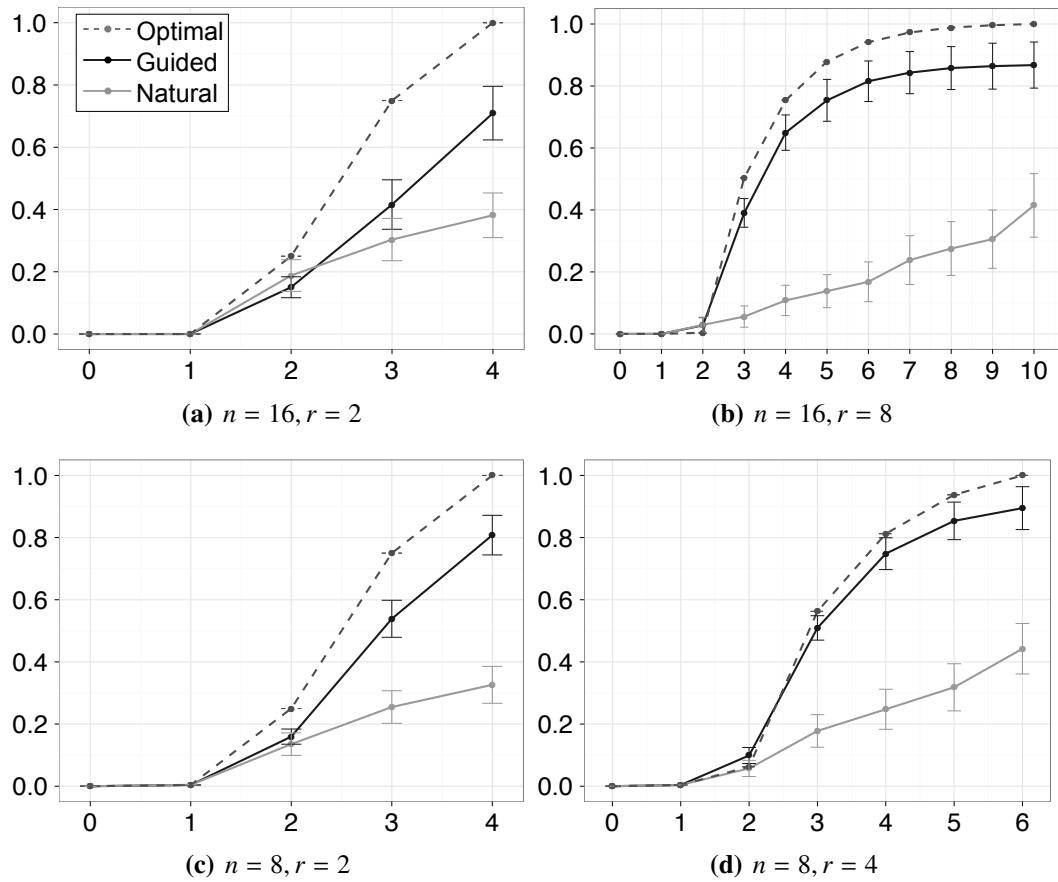 1.0
0.8
0.6
0.4
0.2
0.0
Optimal
Guided
Natural
0 1 2 3 4
(a) n = 16, r = 2
1.0
0.8
0.6
0.4
0.2
0.0
0 1 2 3 4 5 6 7 8 9 10
(b) n = 16, r = 8
1.0
0.8
0.6
0.4
0.2
0.0
0 1 2 3 4
(c) n = 8, r = 2
1.0
0.8
0.6
0.4
0.2
0.0
0 1 2 3 4 5 6
(d) n = 8, r = 4